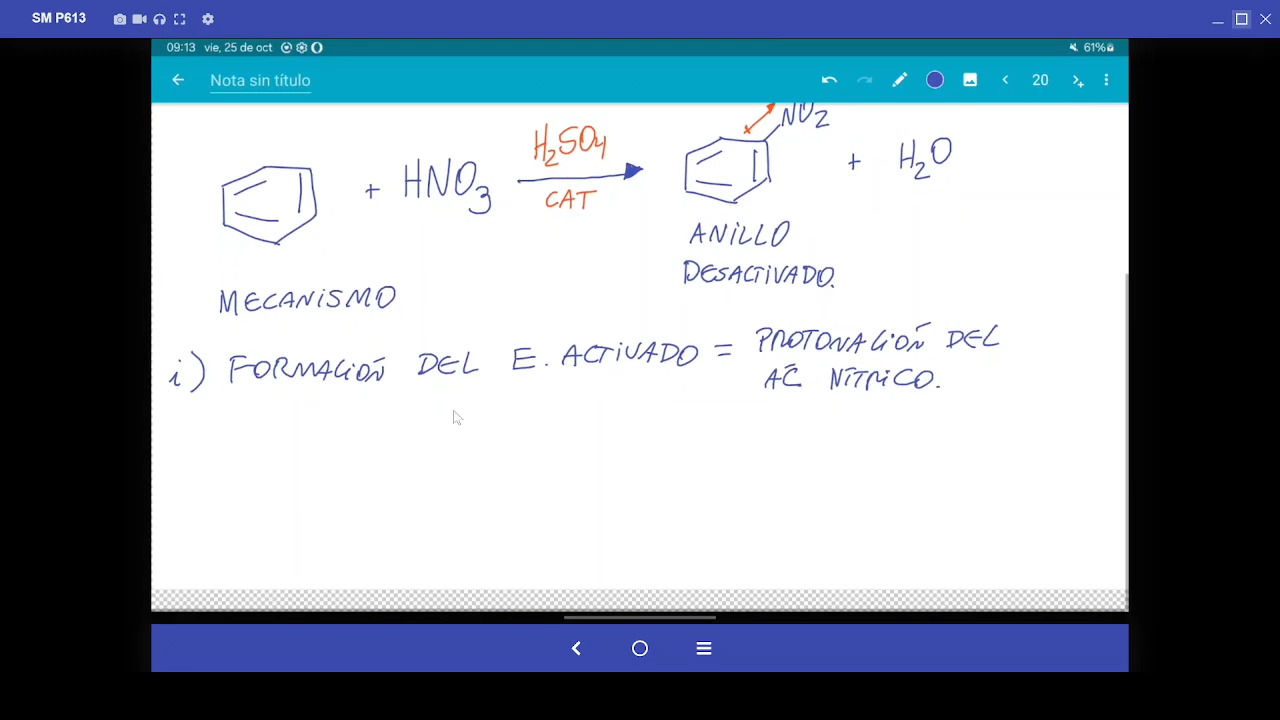 SM P613
09:13 vie, 25 de oct 61%
Nota sin título 20
+ HNO3 H2SO4 CAT NO2 + H2O
ANILLO
DESACTIVADO.
MECANISMO
i) FORMACIÓN DEL E. ACTIVADO = PROTONACIÓN DEL
AC NÍTRICO.